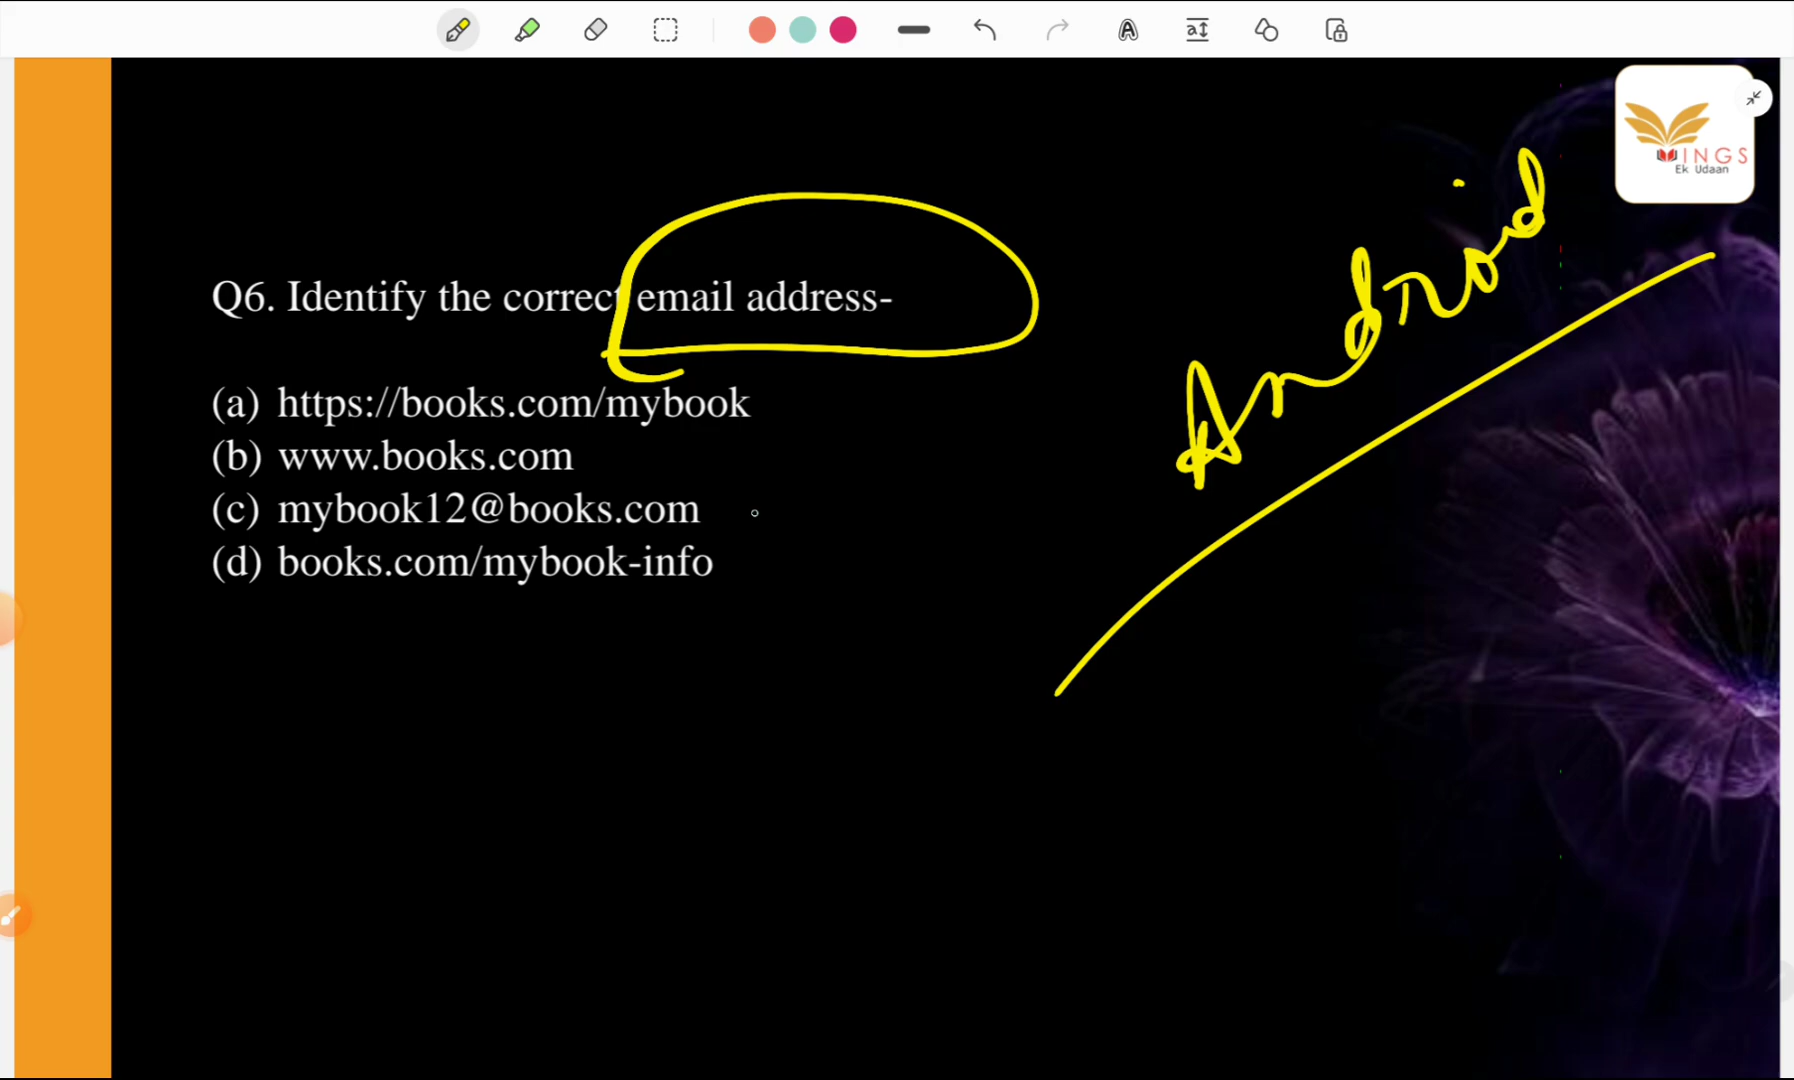 WINGS
Ek Udaan
Android
Q6. Identify the correct email address-
(a) https://books.com/mybook
(b) www.books.com
(c) mybook12@books.com
(d) books.com/mybook-info